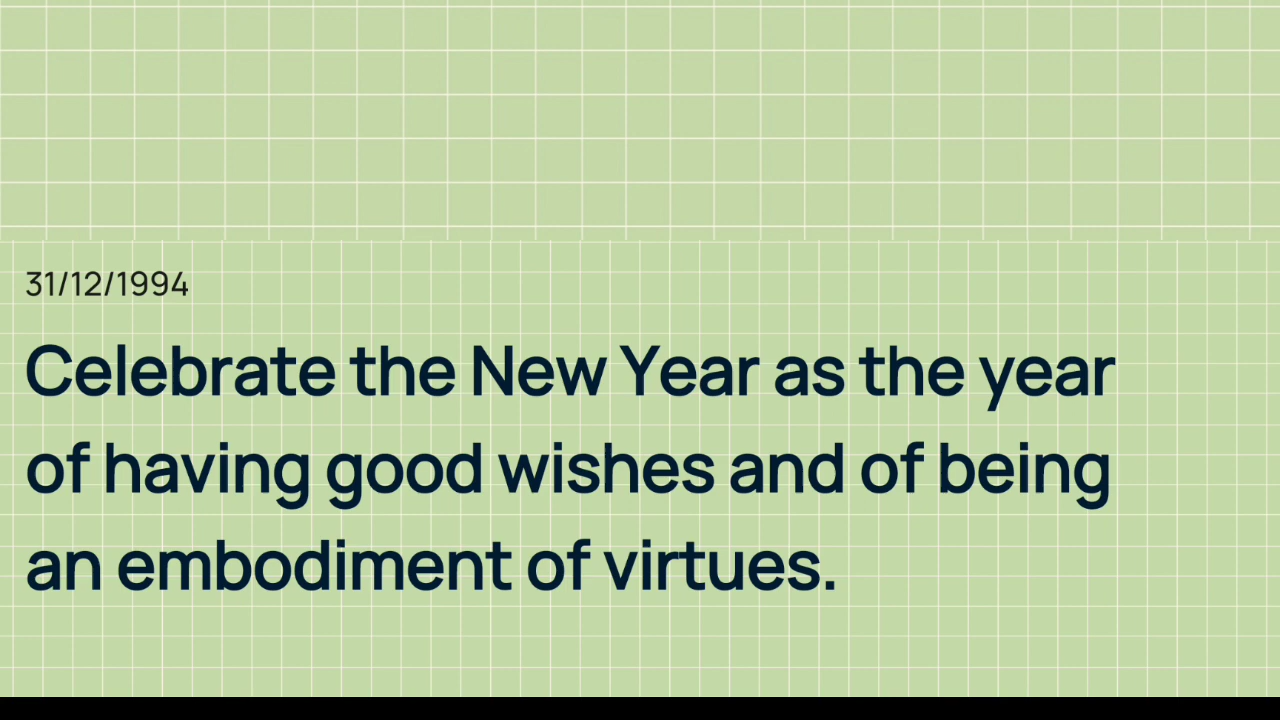 31/12/1994
Celebrate the New Year as the year
of having good wishes and of being
an embodiment of virtues.